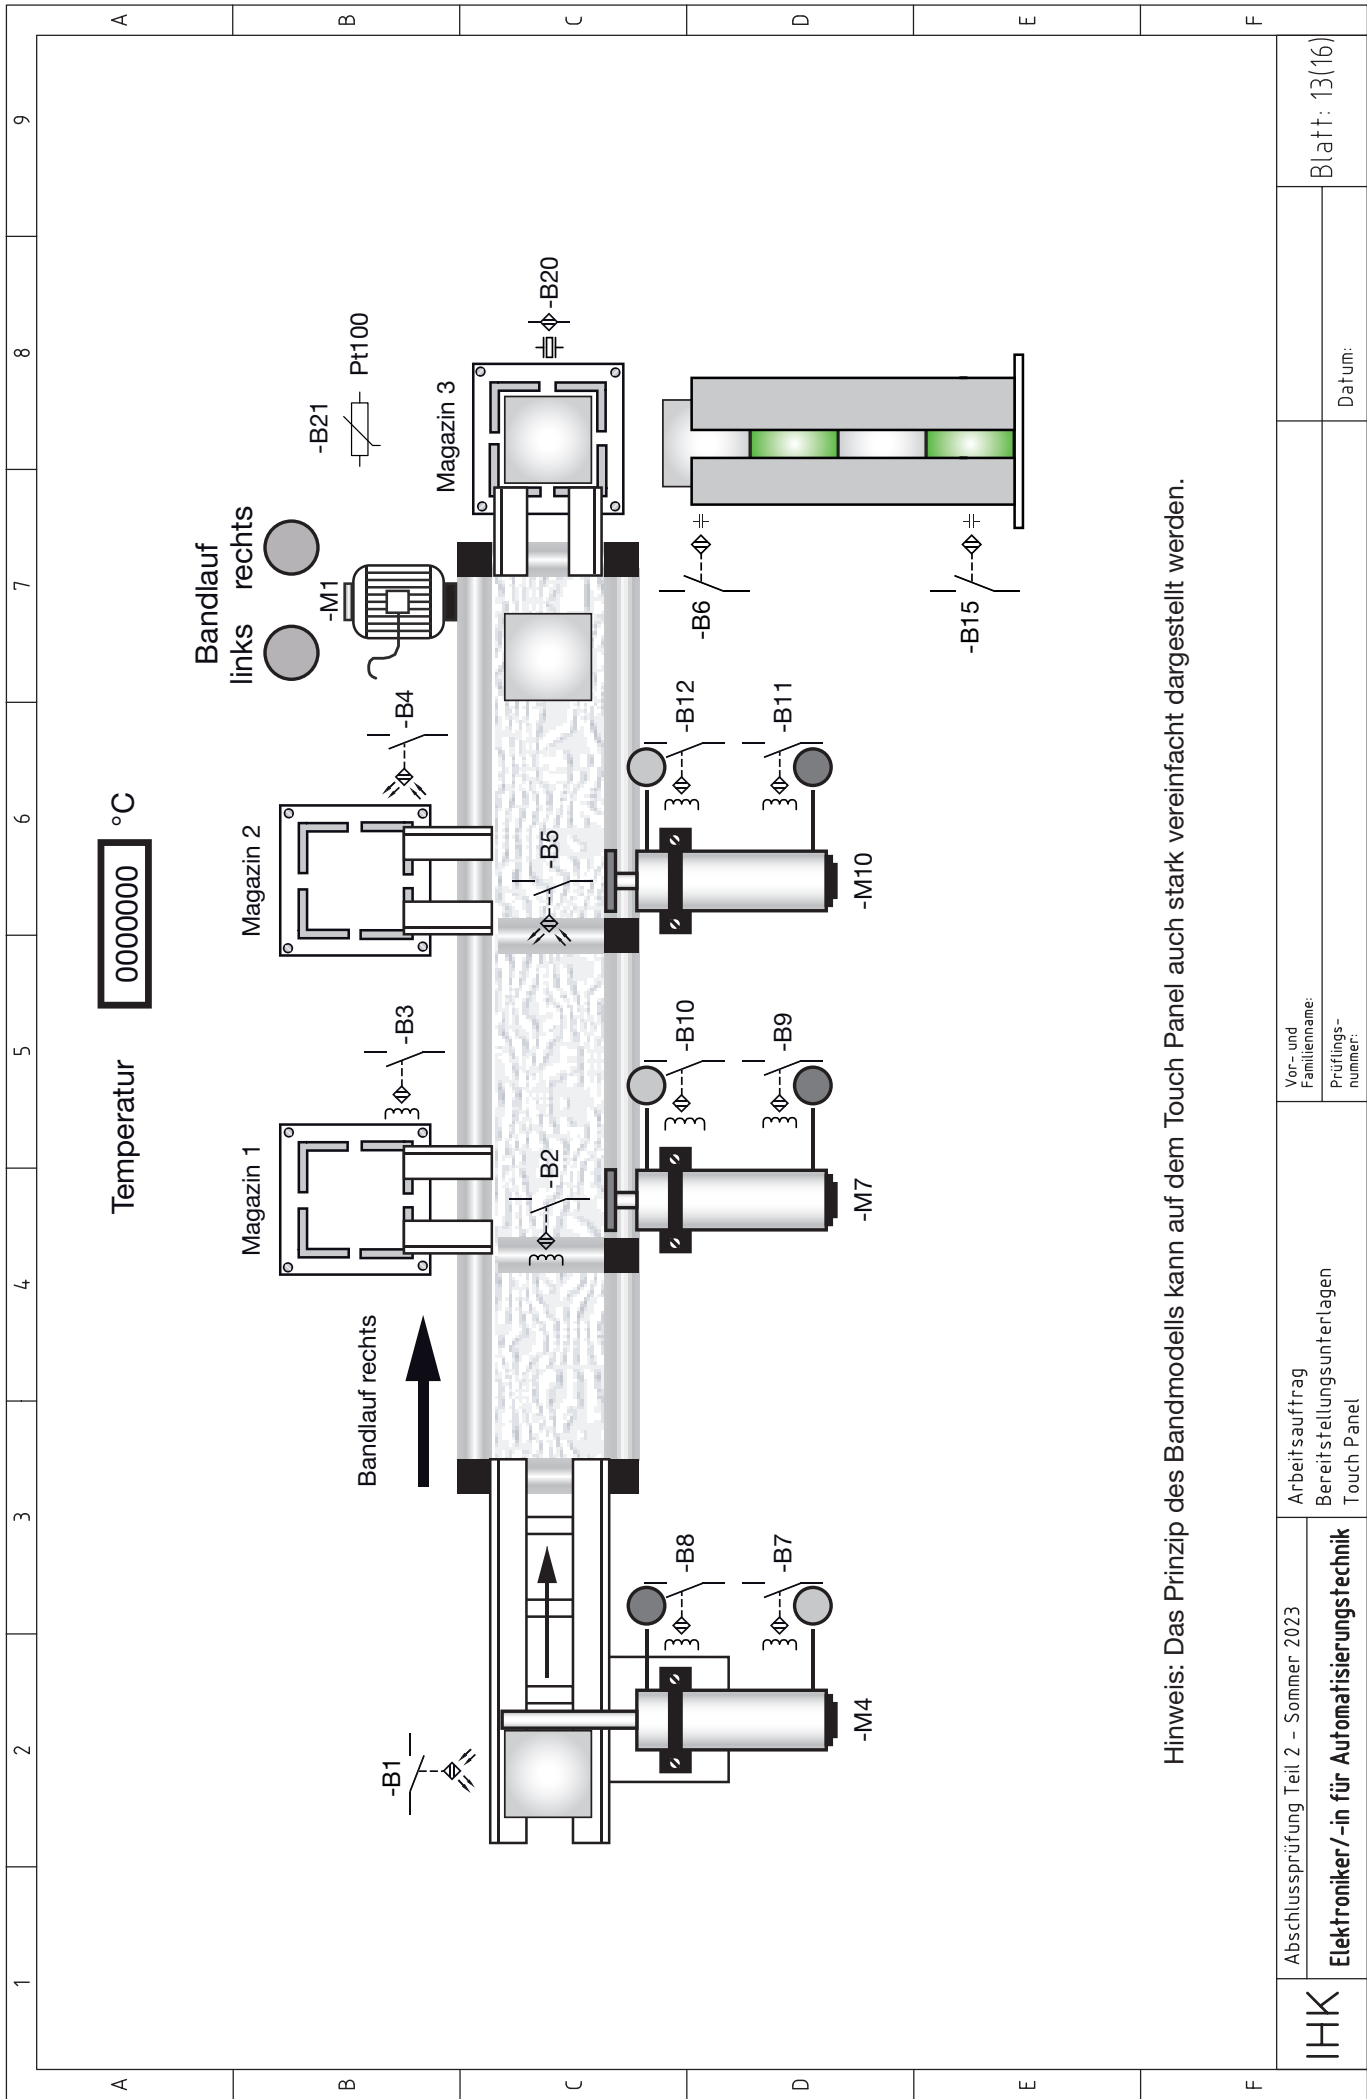 1 2 3 4 5 6 7 8 9
A
B
C
D
E
F
A
B
C
D
E
F
Temperatur 0000000 °C
Bandlauf
links rechts
-M1
-B21
Pt100
Magazin 1
Magazin 2
Magazin 3
-B3
-B4
-B20
Bandlauf rechts
-B1
-B2
-B5
-B8
-B7
-M4
-B10
-B9
-M7
-B12
-B11
-M10
-B6
-B15
Hinweis: Das Prinzip des Bandmodells kann auf dem Touch Panel auch stark vereinfacht dargestellt werden.
IHK
Abschlussprüfung Teil 2 - Sommer 2023
Elektroniker/-in für Automatisierungstechnik
Arbeitsauftrag
Bereitstellungsunterlagen
Touch Panel
Vor- und
Familienname:
Prüflings-
nummer:
Datum:
Blatt: 13(16)